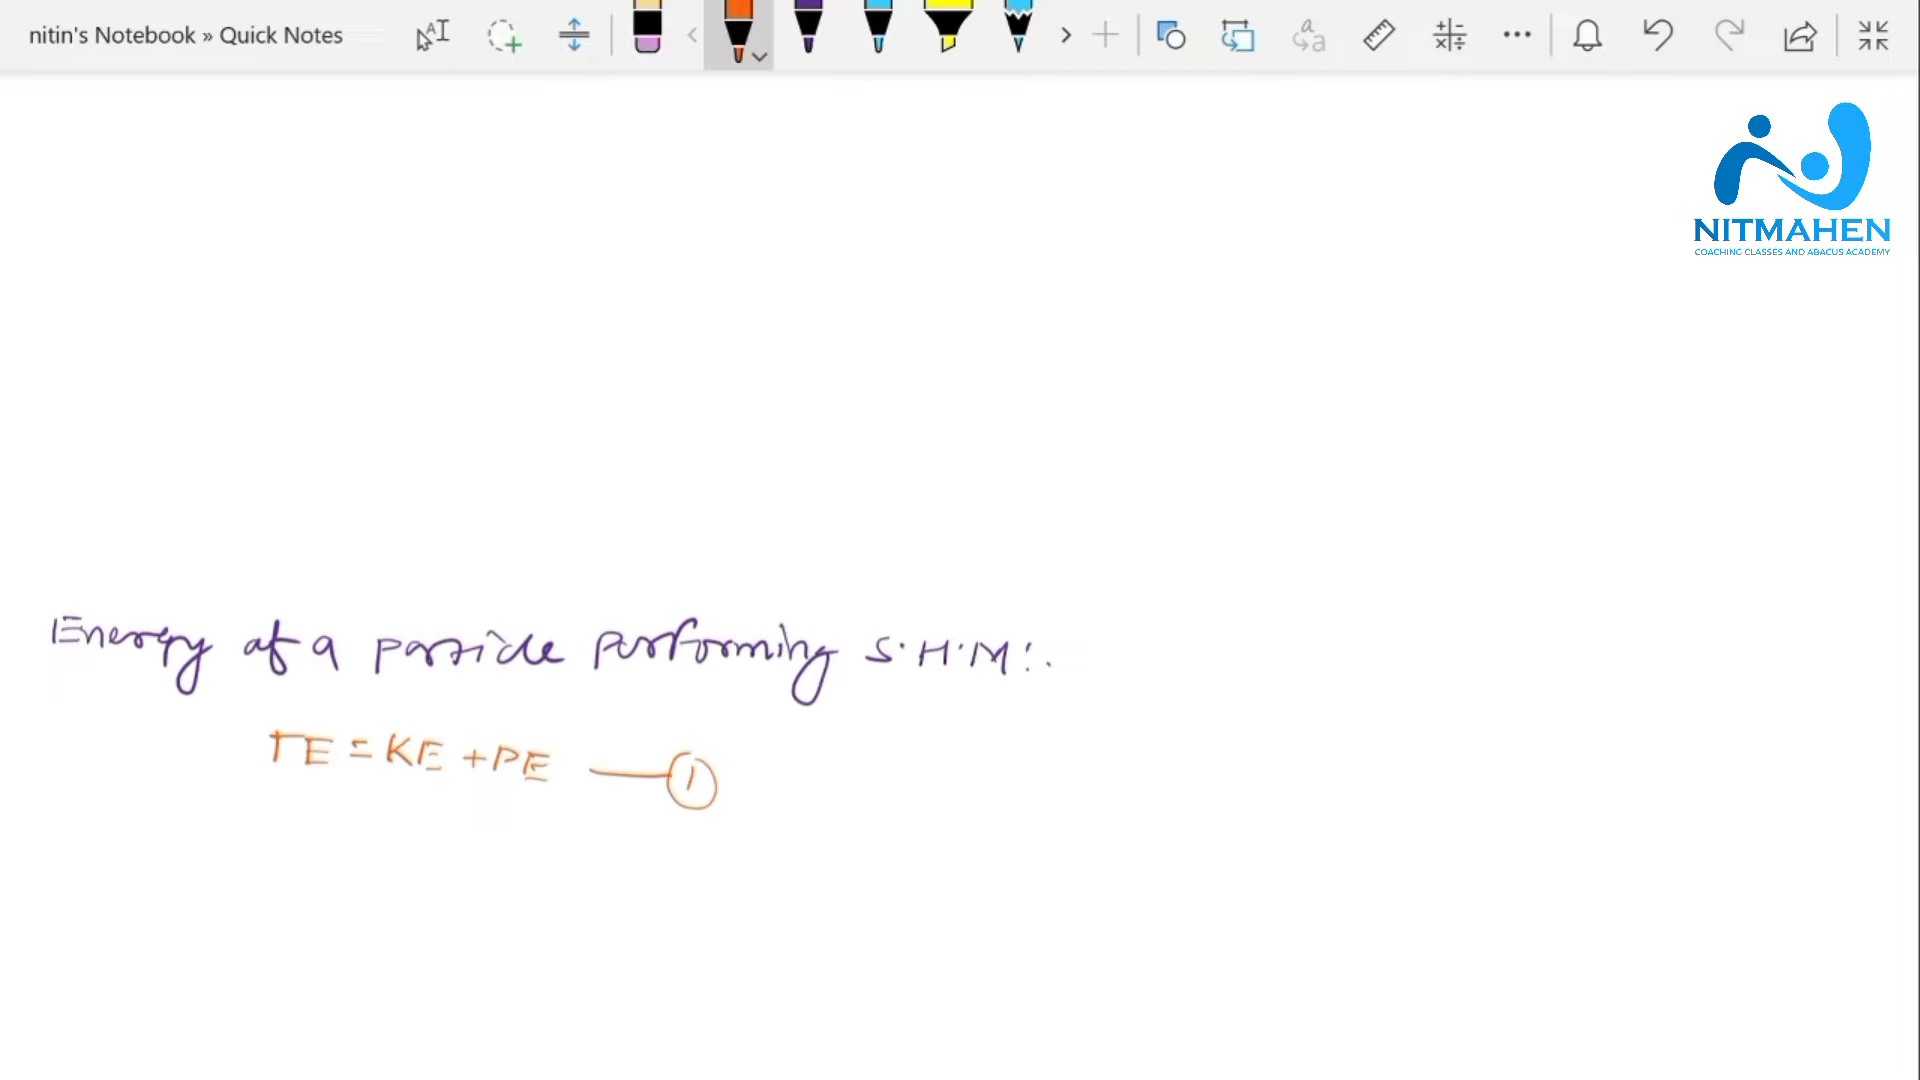 nitin's Notebook » Quick Notes
NITMAHEN
COACHING CLASSES AND ABACUS ACADEMY
Energy of a particle performing S.H.M:.
TE = KE + PE —— ①